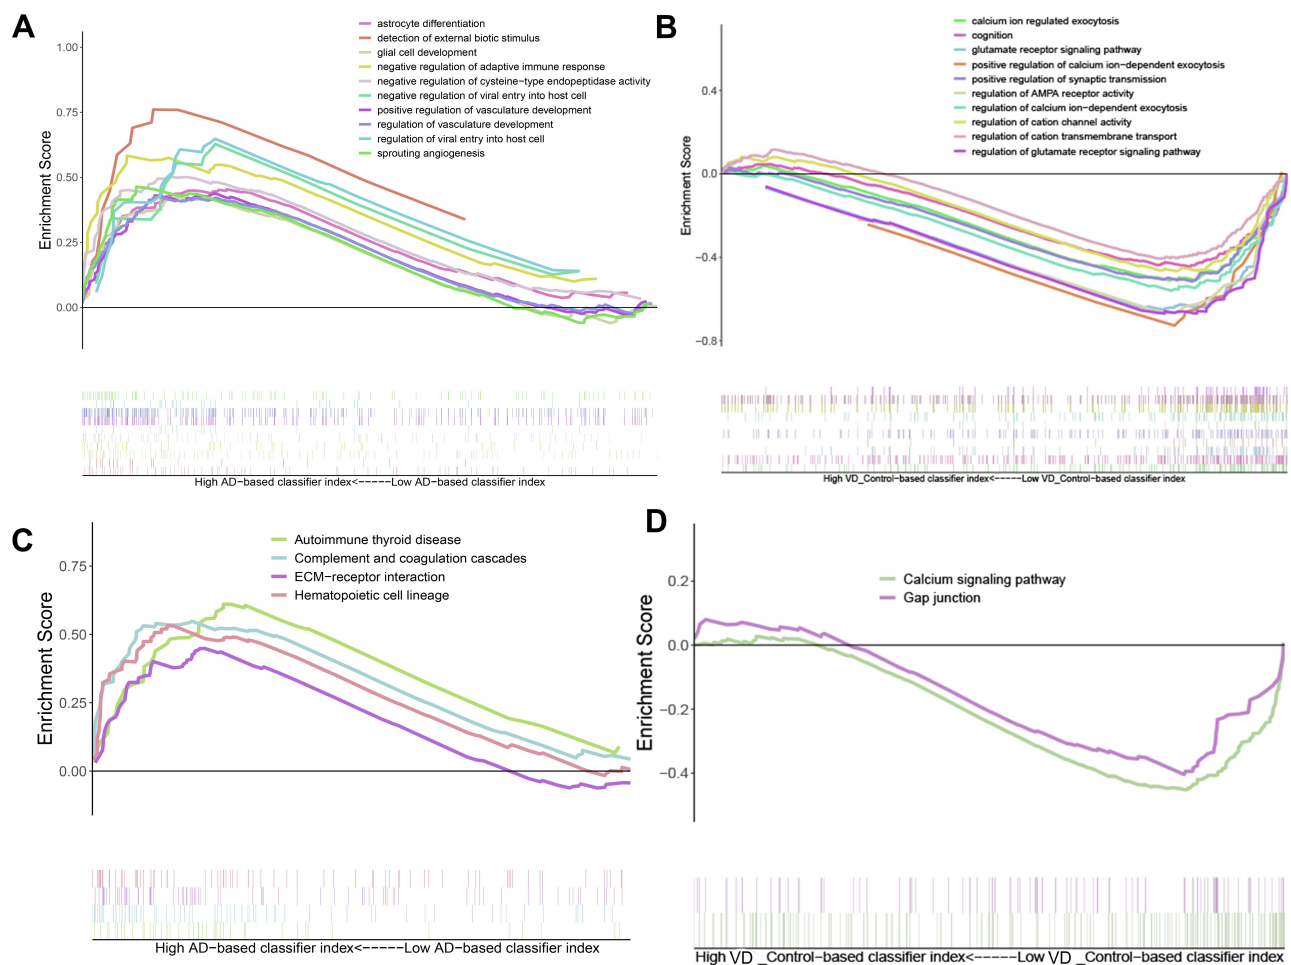 A
astrocyte differentiation
detection of external biotic stimulus
glial cell development
negative regulation of adaptive immune response
negative regulation of cysteine−type endopeptidase activity
negative regulation of viral entry into host cell
positive regulation of vasculature development
regulation of vasculature development
regulation of viral entry into host cell
sprouting angiogenesis
1.00
0.75
0.50
0.25
0.00
Enrichment Score
High AD−based classifier index<−−−−−Low AD−based classifier index
B
calcium ion regulated exocytosis
cognition
glutamate receptor signaling pathway
positive regulation of calcium ion−dependent exocytosis
positive regulation of synaptic transmission
regulation of AMPA receptor activity
regulation of calcium ion−dependent exocytosis
regulation of cation channel activity
regulation of cation transmembrane transport
regulation of glutamate receptor signaling pathway
0.4
0.0
−0.4
−0.8
Enrichment Score
High VD_Control−based classifier index<−−−−−Low VD_Control−based classifier index
C
Autoimmune thyroid disease
Complement and coagulation cascades
ECM−receptor interaction
Hematopoietic cell lineage
0.75
0.50
0.25
0.00
Enrichment Score
High AD−based classifier index<−−−−−Low AD−based classifier index
D
Calcium signaling pathway
Gap junction
0.2
0.0
−0.2
−0.4
Enrichment Score
High VD _Control−based classifier index<−−−−−Low VD _Control−based classifier index